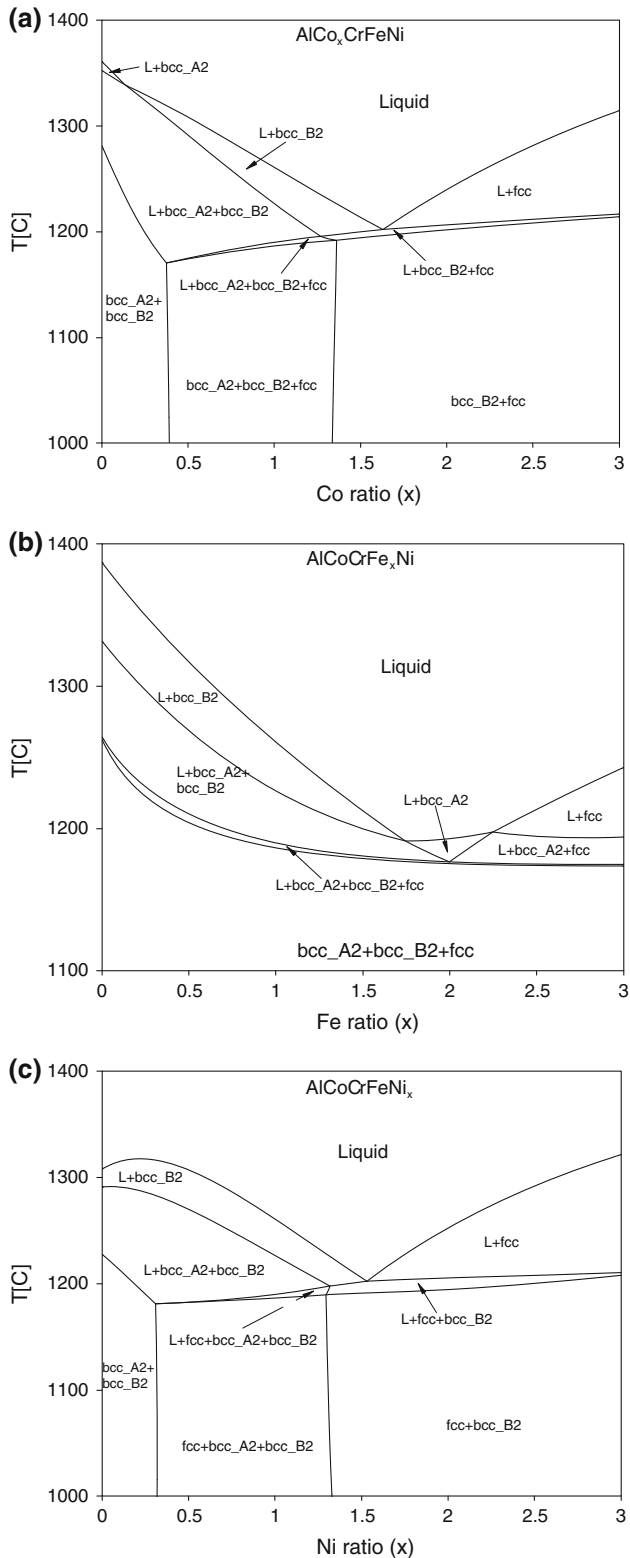 (a)
1400
1300
1200
1100
1000
T[C]
AlCoₓCrFeNi
L+bcc_A2
Liquid
L+bcc_B2
L+fcc
L+bcc_A2+bcc_B2
L+bcc_B2+fcc
L+bcc_A2+bcc_B2+fcc
bcc_A2+
bcc_B2
bcc_A2+bcc_B2+fcc
bcc_B2+fcc
0 0.5 1 1.5 2 2.5 3
Co ratio (x)
(b)
1400
1300
1200
1100
T[C]
AlCoCrFeₓNi
Liquid
L+bcc_B2
L+bcc_A2+
bcc_B2
L+bcc_A2
L+fcc
L+bcc_A2+fcc
L+bcc_A2+bcc_B2+fcc
bcc_A2+bcc_B2+fcc
0 0.5 1 1.5 2 2.5 3
Fe ratio (x)
(c)
1400
1300
1200
1100
1000
T[C]
AlCoCrFeNiₓ
Liquid
L+bcc_B2
L+fcc
L+bcc_A2+bcc_B2
L+fcc+bcc_B2
L+fcc+bcc_A2+bcc_B2
bcc_A2+
bcc_B2
fcc+bcc_B2
fcc+bcc_A2+bcc_B2
0 0.5 1 1.5 2 2.5 3
Ni ratio (x)